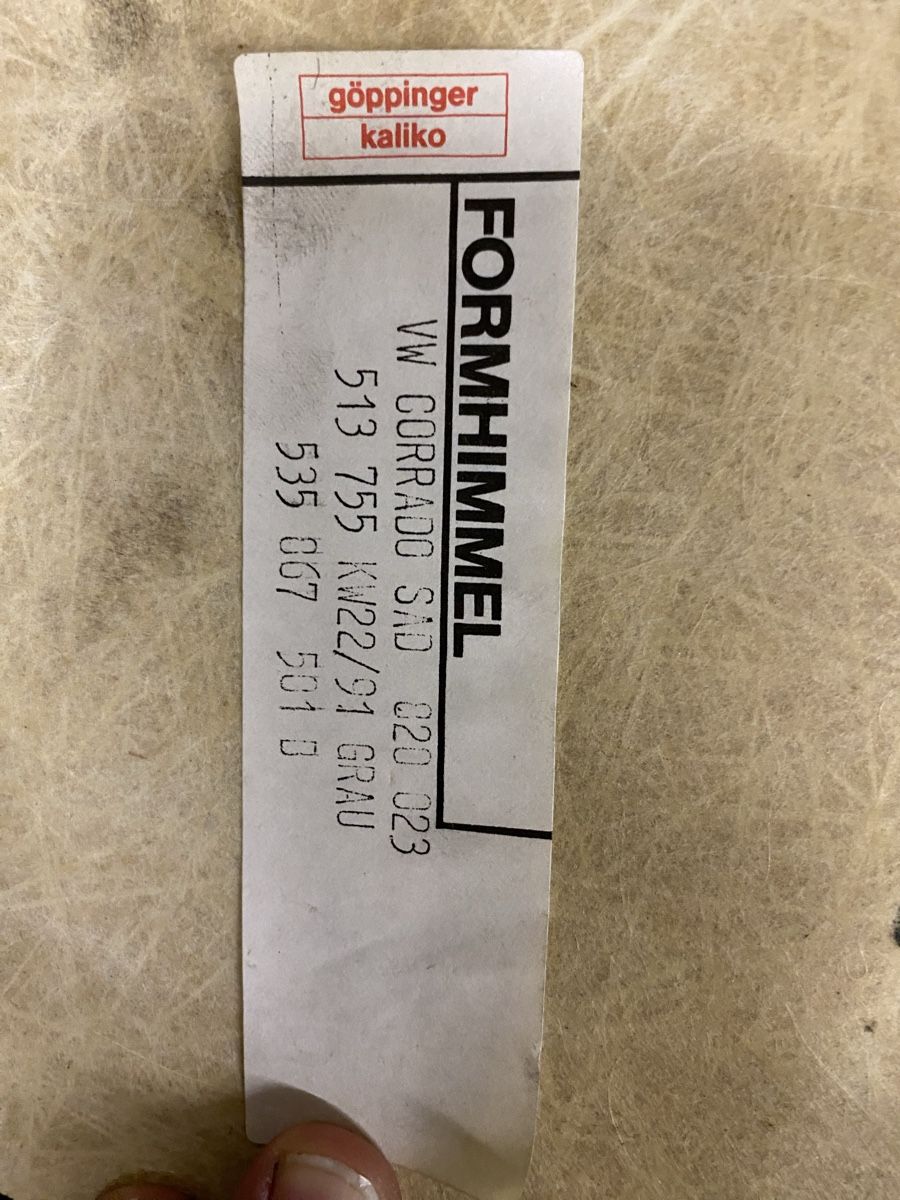 göppinger
kaliko
FORMHIMMEL
VW CORRADO SAD 020 023
513 755 KW22/91 GRAU
535 867 501 B